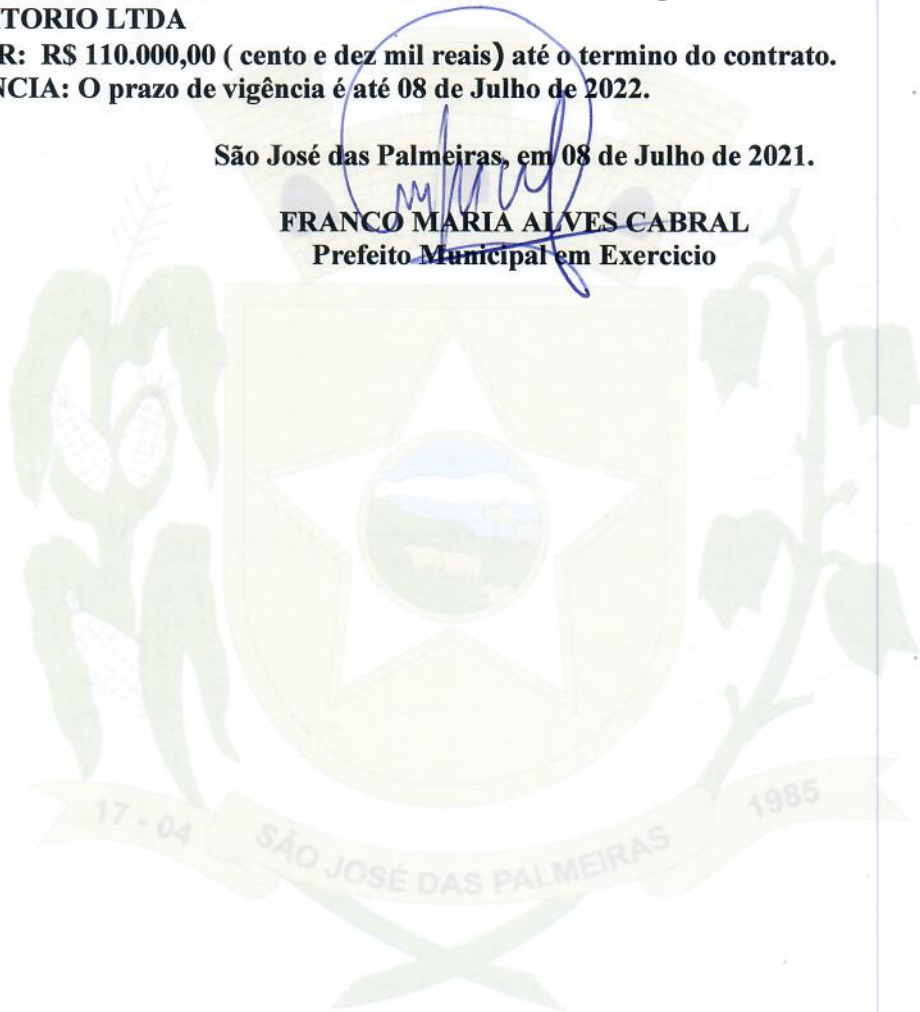 TORIO LTDA
R: R$ 110.000,00 ( cento e dez mil reais) até o termino do contrato.
NCIA: O prazo de vigência é até 08 de Julho de 2022.
São José das Palmeiras, em 08 de Julho de 2021.
FRANCO MARIA ALVES CABRAL
Prefeito Municipal em Exercicio
17 - 04
SÃO JOSÉ DAS PALMEIRAS
1985